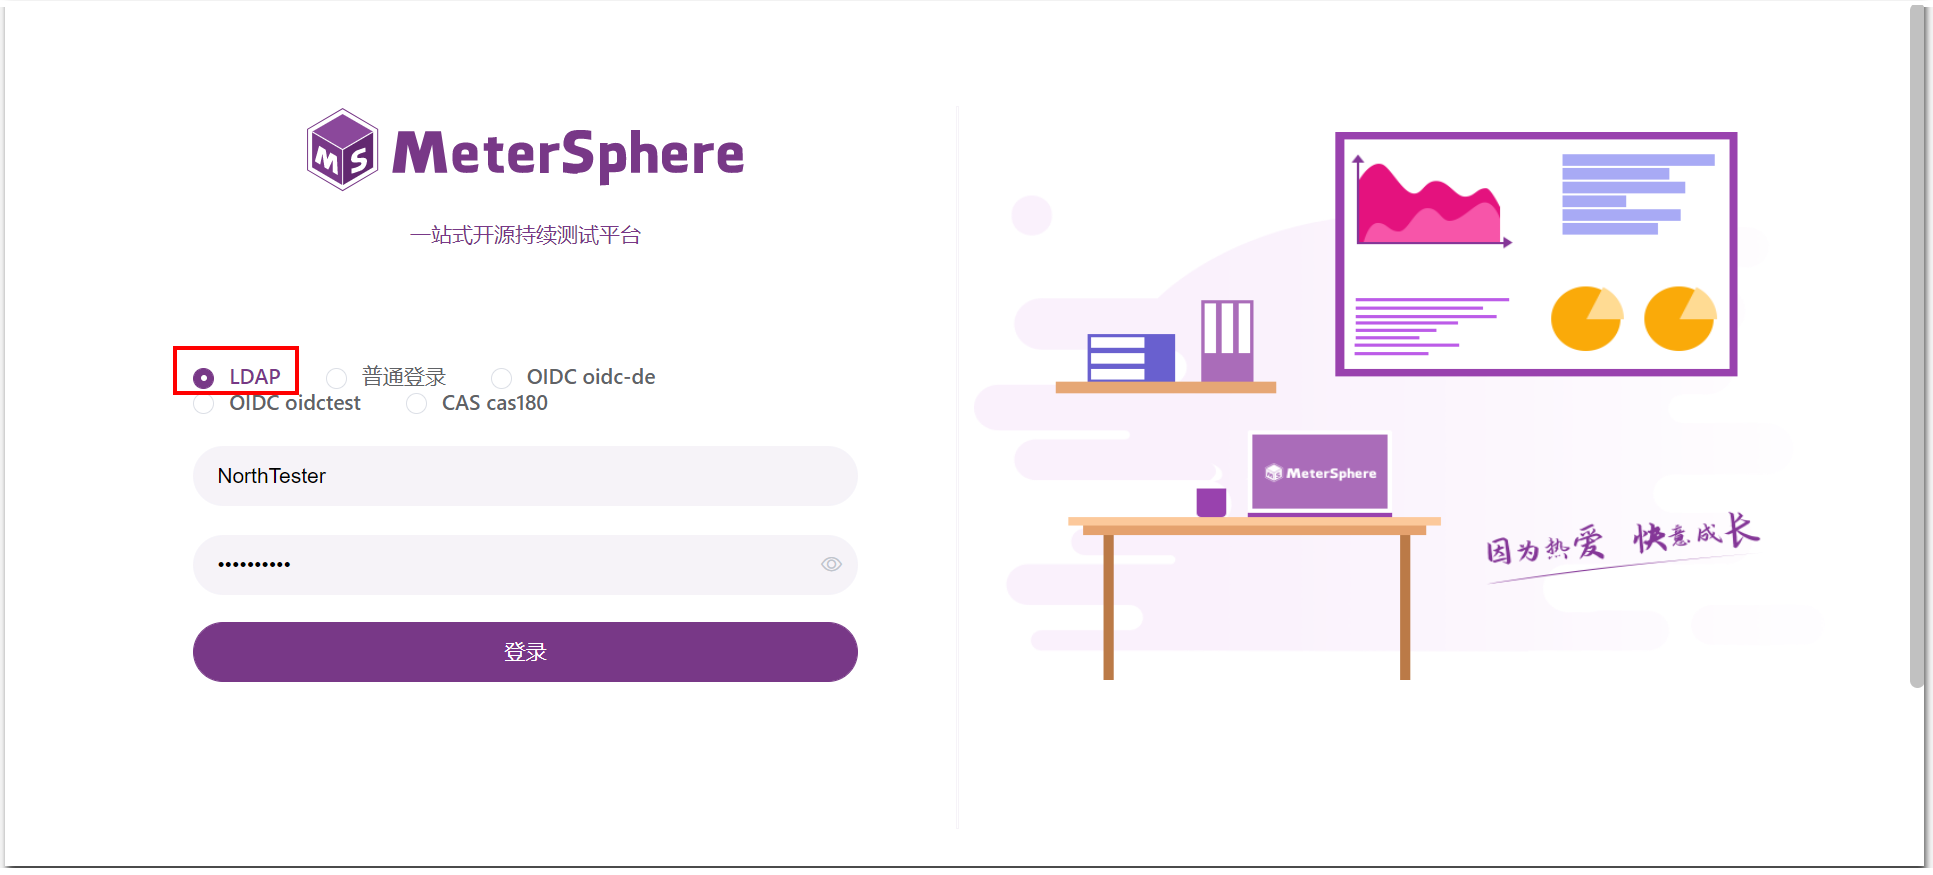 MS MeterSphere
一站式开源持续测试平台
LDAP 普通登录 OIDC oidc-de
OIDC oidctest CAS cas180
NorthTester
••••••••••
登录
MS MeterSphere
因为热爱 快意成长